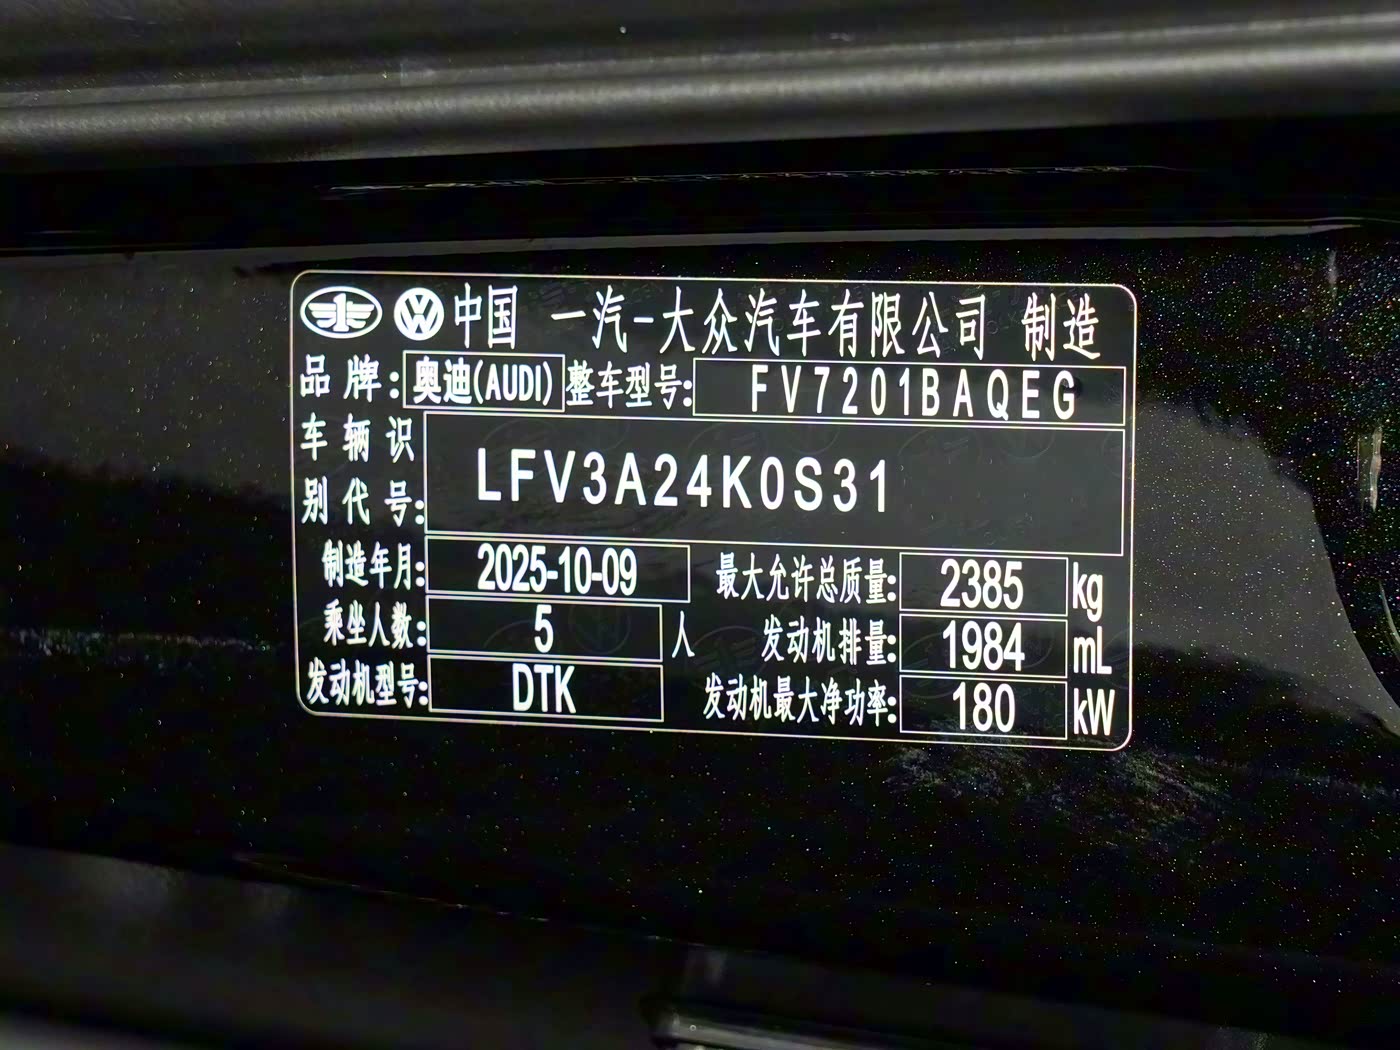 中国 一汽-大众汽车有限公司 制造
品牌: 奥迪(AUDI) 整车型号: FV7201BAQEG
车辆识别代号: LFV3A24K0S31
制造年月: 2025-10-09 最大允许总质量: 2385 kg
乘坐人数: 5 人 发动机排量: 1984 mL
发动机型号: DTK 发动机最大净功率: 180 kW